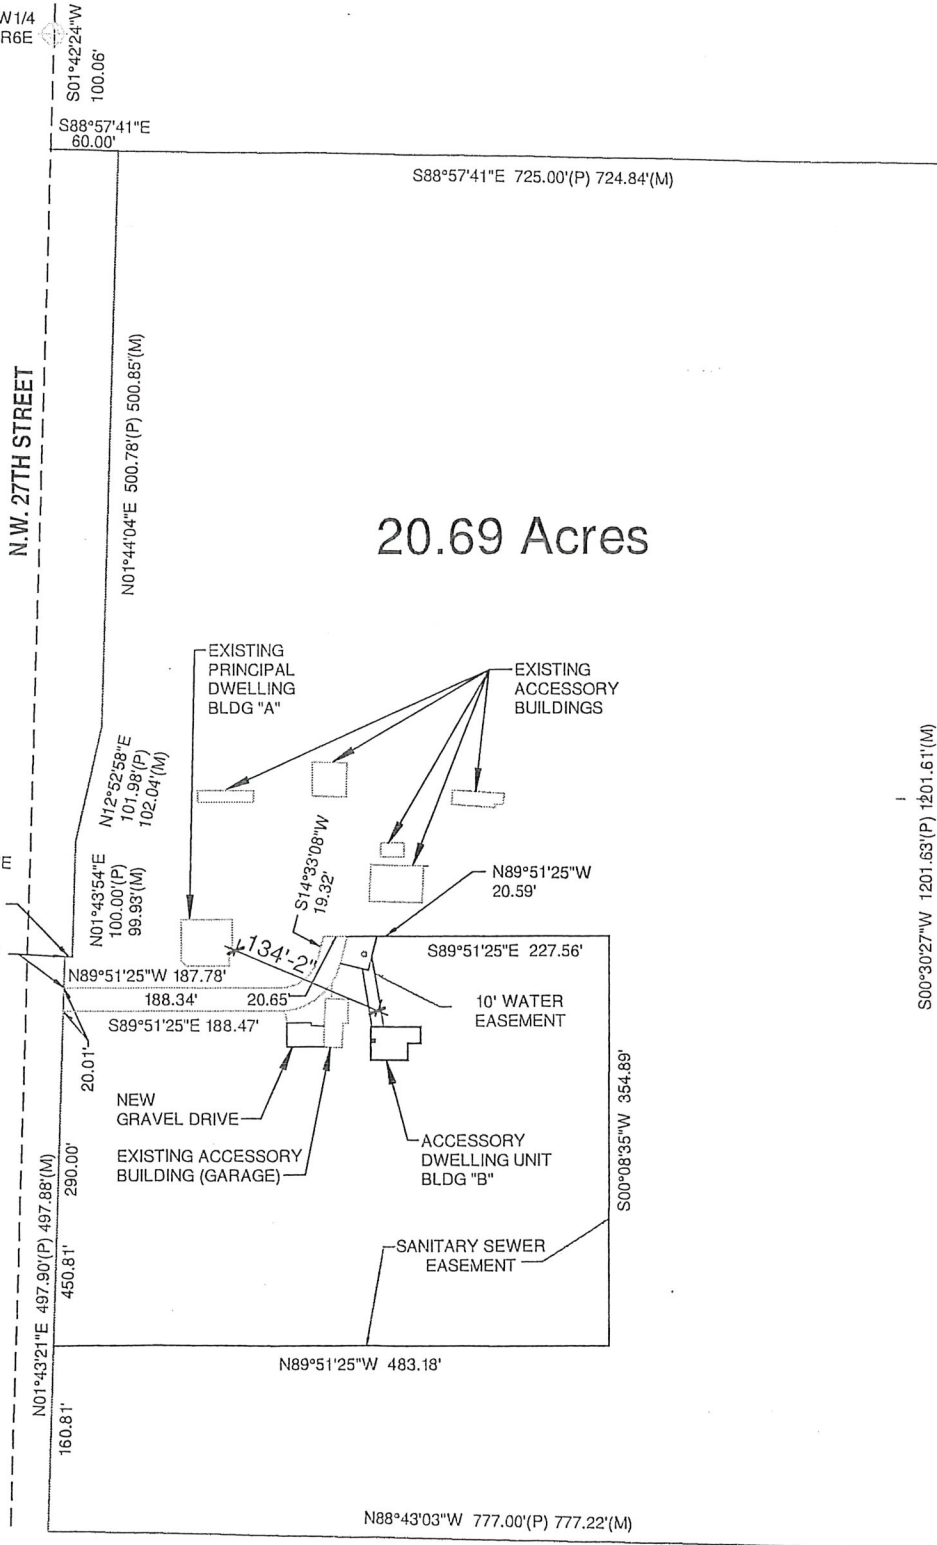 W1/4
R6E
S01°42'24"W
100.06'
S88°57'41"E
60.00'
S88°57'41"E 725.00'(P) 724.84'(M)
N.W. 27TH STREET
N01°44'04"E 500.78'(P) 500.85'(M)
20.69 Acres
EXISTING
PRINCIPAL
DWELLING
BLDG "A"
EXISTING
ACCESSORY
BUILDINGS
N12°52'58"E
101.98'(P)
102.04'(M)
S00°30'27"W 1201.63'(P) 1201.61'(M)
E
N01°43'54"E
100.00'(P)
99.93'(M)
S14°33'08"W
19.32'
N89°51'25"W
20.59'
134'-2"
S89°51'25"E 227.56'
N89°51'25"W 187.78'
188.34'
20.65'
S89°51'25"E 188.47'
10' WATER
EASEMENT
20.01'
NEW
GRAVEL DRIVE
EXISTING ACCESSORY
BUILDING (GARAGE)
ACCESSORY
DWELLING UNIT
BLDG "B"
S00°08'35"W 354.89'
290.00'
N01°43'21"E 497.90'(P) 497.88'(M)
450.81'
SANITARY SEWER
EASEMENT
N89°51'25"W 483.18'
160.81'
N88°43'03"W 777.00'(P) 777.22'(M)